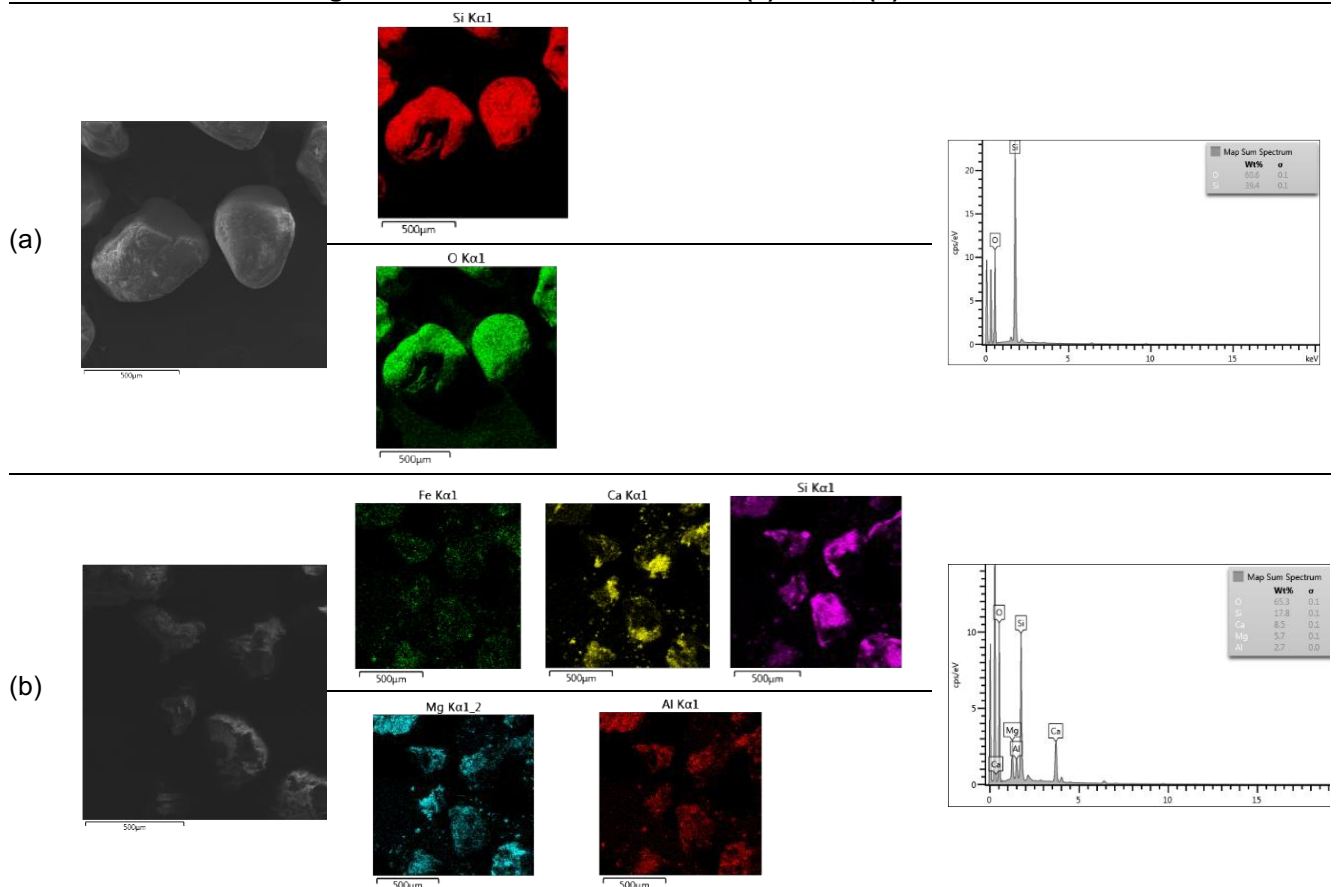 Si Kα1
500µm
(a)
500µm
O Kα1
500µm
Si
O
20
15
10
5
0
cps/eV
0 5 10 15 keV
Map Sum Spectrum
Wt% σ
O 60.6 0.1
Si 39.4 0.1
Fe Kα1
500µm
Ca Kα1
500µm
Si Kα1
500µm
(b)
500µm
Mg Kα1_2
500µm
Al Kα1
500µm
O
Si
Mg
Al
Ca
Ca
10
5
0
cps/eV
0 5 10 15
Map Sum Spectrum
Wt% σ
O 65.3 0.1
Si 17.8 0.1
Ca 8.5 0.1
Mg 5.7 0.1
Al 2.7 0.0